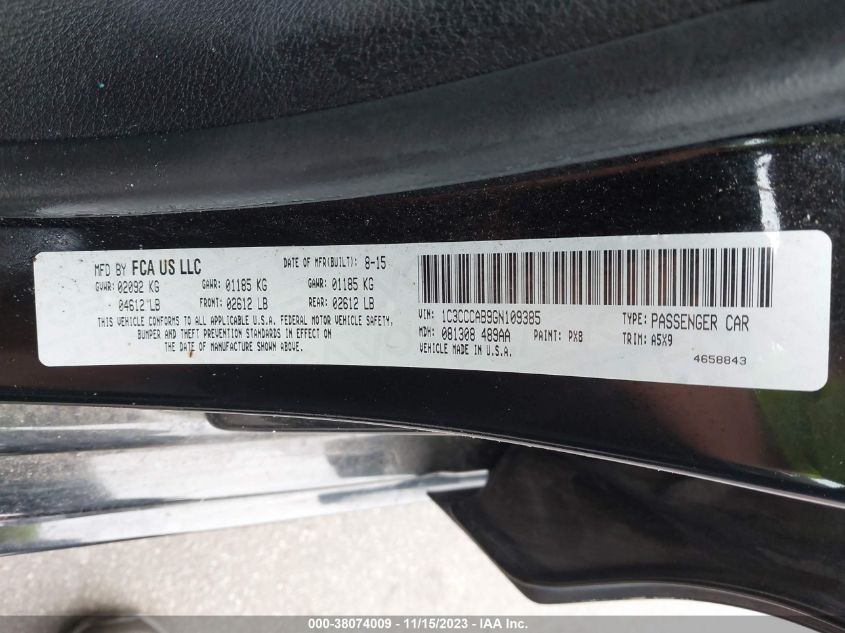 MFD BY FCA US LLC DATE OF MFR(BUILT): 8-15
GVWR: 02092 KG GAWR: 01185 KG GAWR: 01185 KG
04612 LB FRONT: 02612 LB REAR: 02612 LB
THIS VEHICLE CONFORMS TO ALL APPLICABLE U.S.A. FEDERAL MOTOR VEHICLE SAFETY,
BUMPER AND THEFT PREVENTION STANDARDS IN EFFECT ON
THE DATE OF MANUFACTURE SHOWN ABOVE.
VIN: 1C3CCCAB9GN109385 TYPE: PASSENGER CAR
MDH: 081308 489AA PAINT: PX8 TRIM: A5X9
VEHICLE MADE IN U.S.A.
4658843
000-38074009 - 11/15/2023 - IAA Inc.